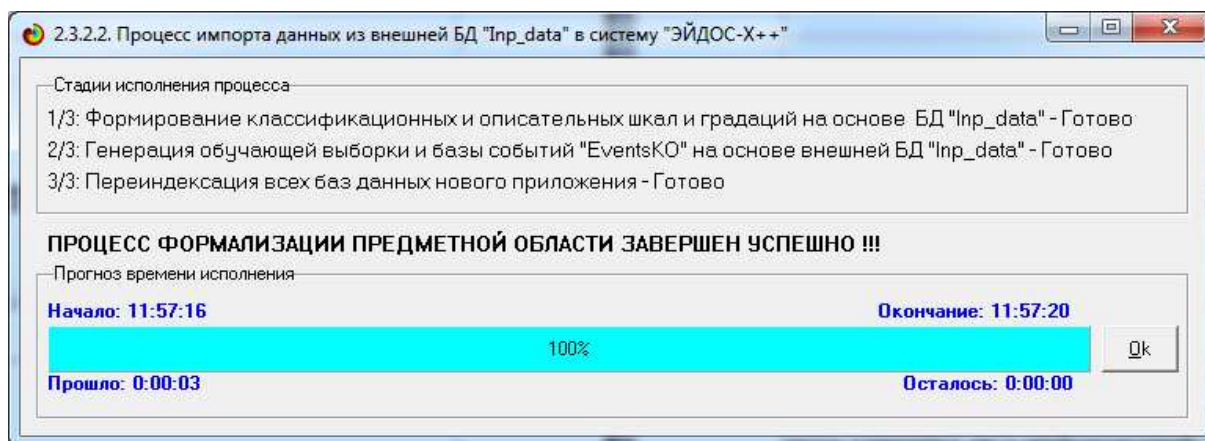 2.3.2.2. Процесс импорта данных из внешней БД "Inp_data" в систему "ЭЙДОС-Х++"
Стадии исполнения процесса
1/3: Формирование классификационных и описательных шкал и градаций на основе БД "Inp_data" - Готово
2/3: Генерация обучающей выборки и базы событий "EventsKO" на основе внешней БД "Inp_data" - Готово
3/3: Переиндексация всех баз данных нового приложения - Готово
ПРОЦЕСС ФОРМАЛИЗАЦИИ ПРЕДМЕТНОЙ ОБЛАСТИ ЗАВЕРШЕН УСПЕШНО !!!
Прогноз времени исполнения
Начало: 11:57:16 Окончание: 11:57:20
100% Ok
Прошло: 0:00:03 Осталось: 0:00:00